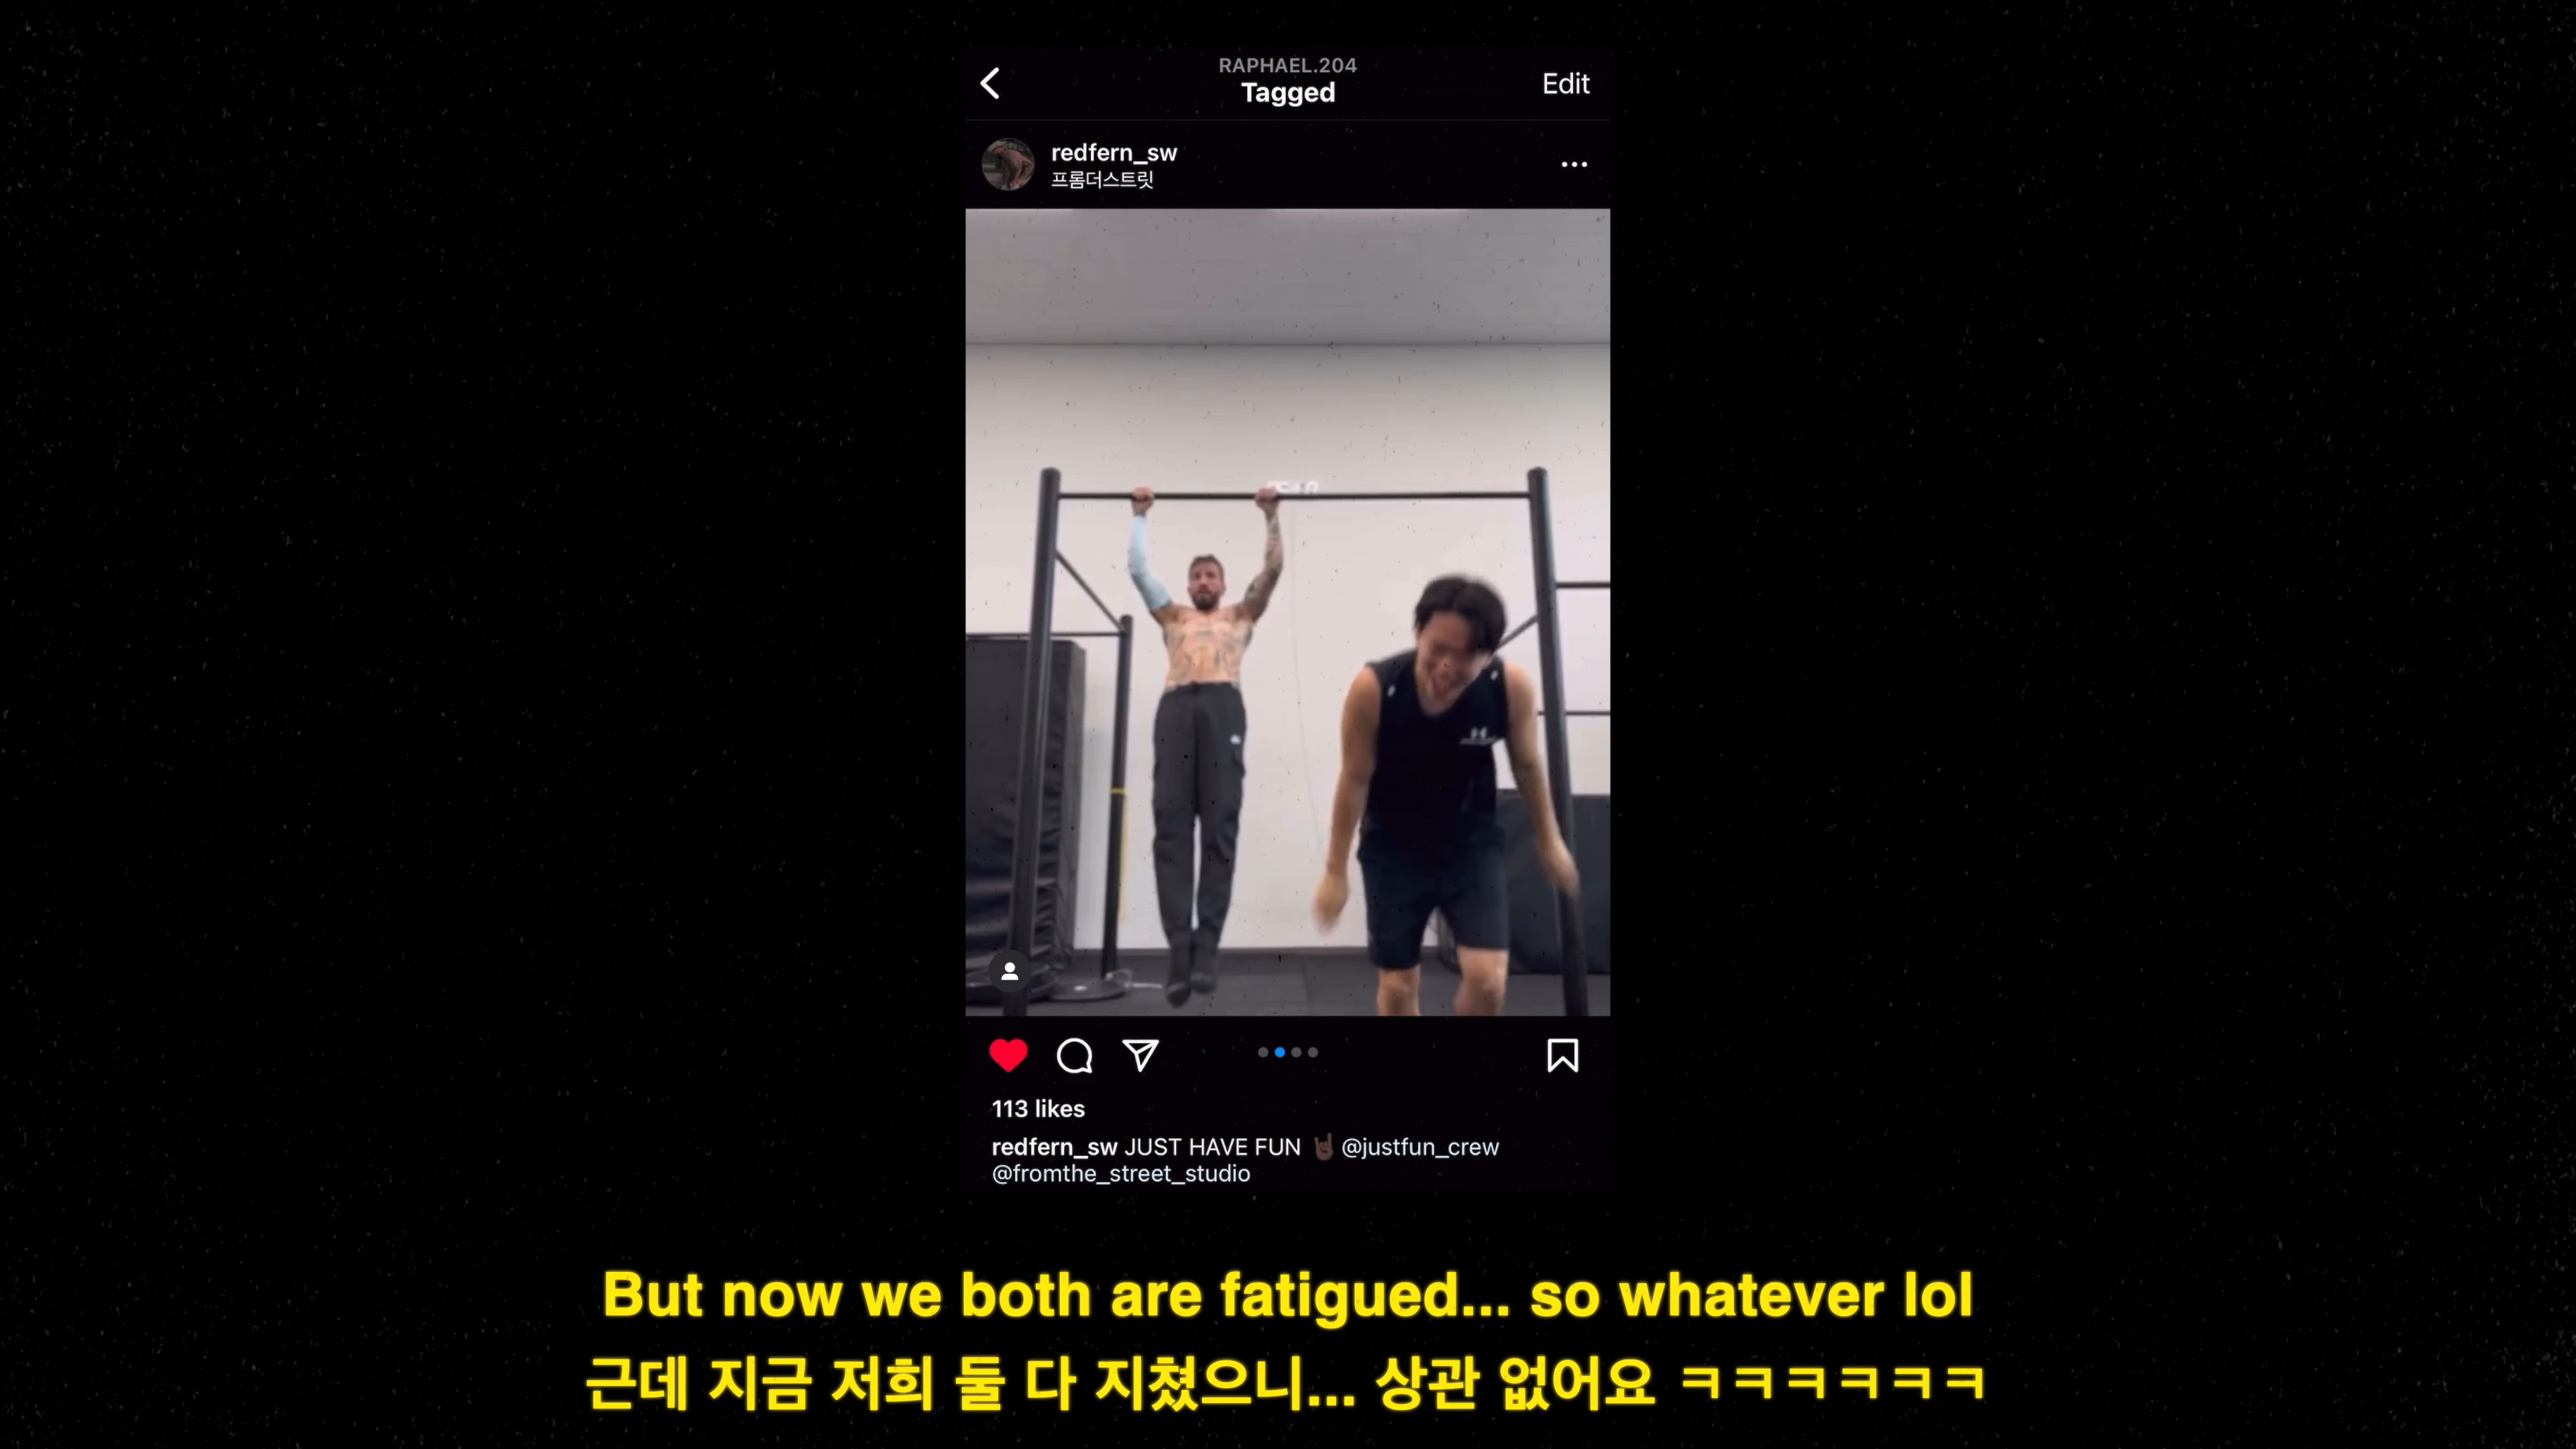 RAPHAEL.204
Tagged
Edit
redfern_sw
프롬더스트릿
113 likes
redfern_sw JUST HAVE FUN 🤘🏿 @justfun_crew
@fromthe_street_studio
But now we both are fatigued... so whatever lol
근데 지금 저희 둘 다 지쳤으니... 상관 없어요 ㅋㅋㅋㅋㅋㅋ